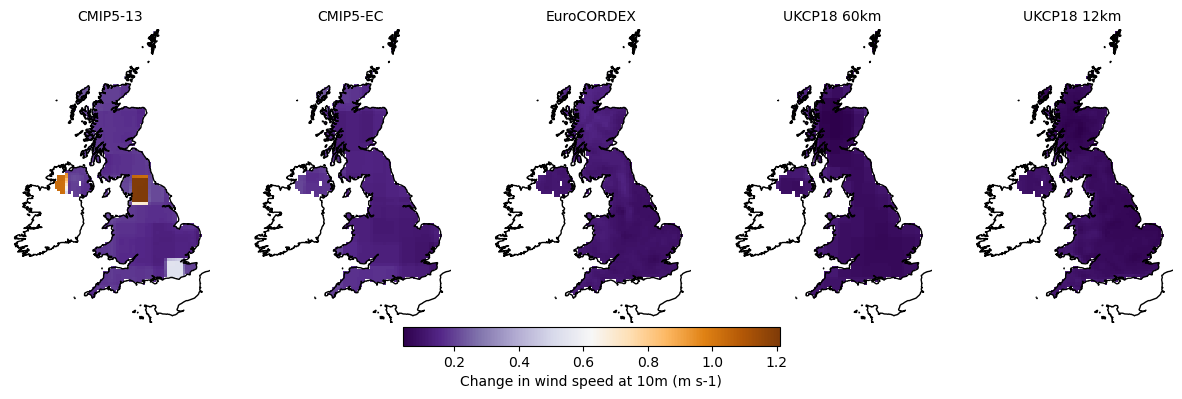 CMIP5-13 CMIP5-EC EuroCORDEX UKCP18 60km UKCP18 12km
0.2 0.4 0.6 0.8 1.0 1.2
Change in wind speed at 10m (m s-1)